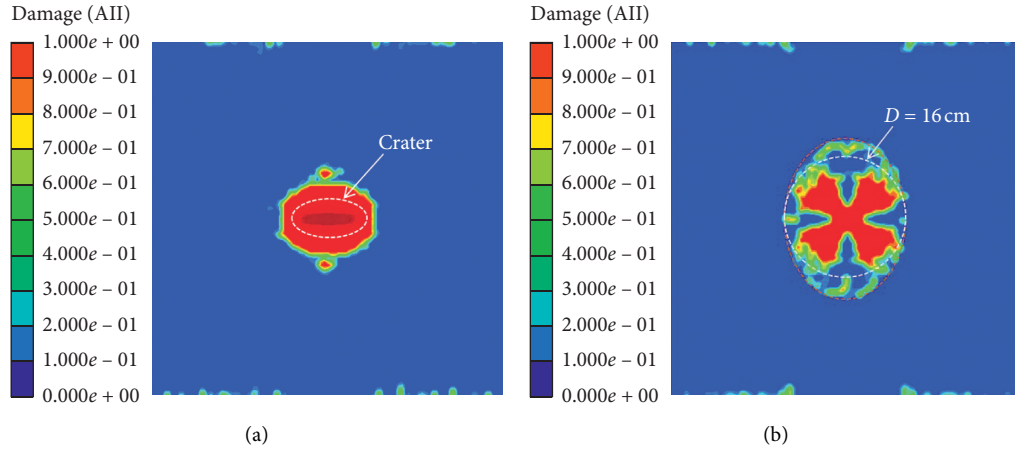 Damage (AII)
1.000e + 00
9.000e – 01
8.000e – 01
7.000e – 01
6.000e – 01
5.000e – 01
4.000e – 01
3.000e – 01
2.000e – 01
1.000e – 01
0.000e + 00
Crater
(a)
Damage (AII)
1.000e + 00
9.000e – 01
8.000e – 01
7.000e – 01
6.000e – 01
5.000e – 01
4.000e – 01
3.000e – 01
2.000e – 01
1.000e – 01
0.000e + 00
D = 16 cm
(b)